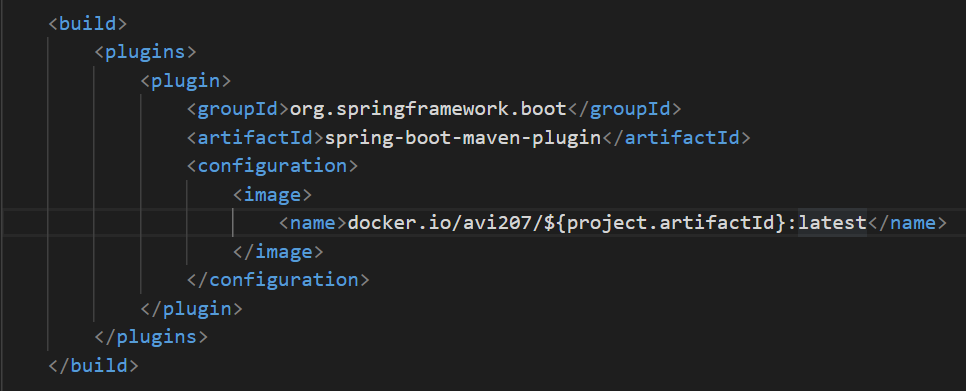 <build>
<plugins>
<plugin>
<groupId>org.springframework.boot</groupId>
<artifactId>spring-boot-maven-plugin</artifactId>
<configuration>
<image>
<name>docker.io/avi207/${project.artifactId}:latest</name>
</image>
</configuration>
</plugin>
</plugins>
</build>